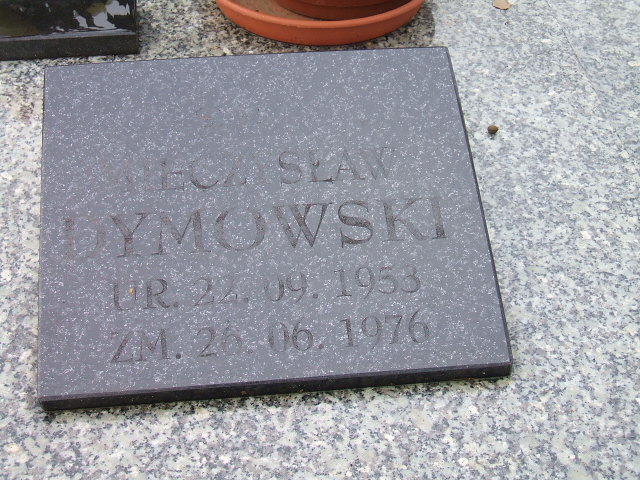 MIECZYSŁAW
DYMOWSKI
UR. 22. 09. 1953
ZM. 26. 06. 1976